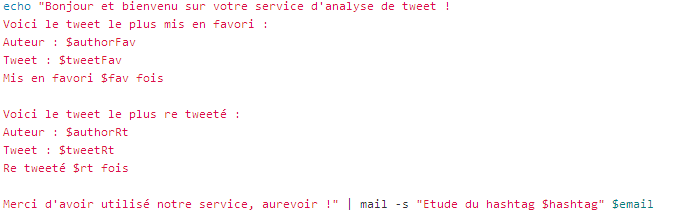 echo "Bonjour et bienvenu sur votre service d'analyse de tweet !
Voici le tweet le plus mis en favori :
Auteur : $authorFav
Tweet : $tweetFav
Mis en favori $fav fois

Voici le tweet le plus re tweeté :
Auteur : $authorRt
Tweet : $tweetRt
Re tweeté $rt fois

Merci d'avoir utilisé notre service, aurevoir !" | mail -s "Etude du hashtag $hashtag" $email